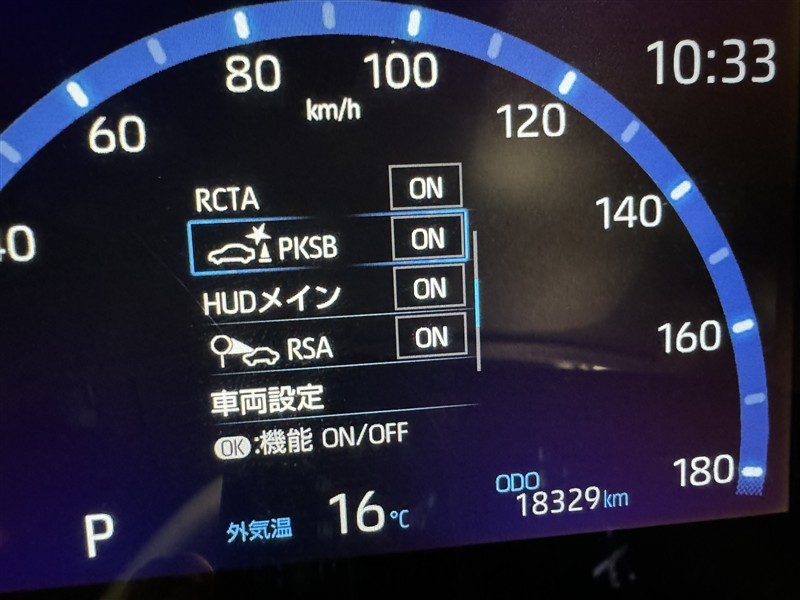 10:33
80
100
km/h
60
120
RCTA ON
140
PKSB ON
HUDメイン ON
RSA ON
160
車両設定
OK:機能 ON/OFF
180
ODO
18329km
P
外気温 16℃